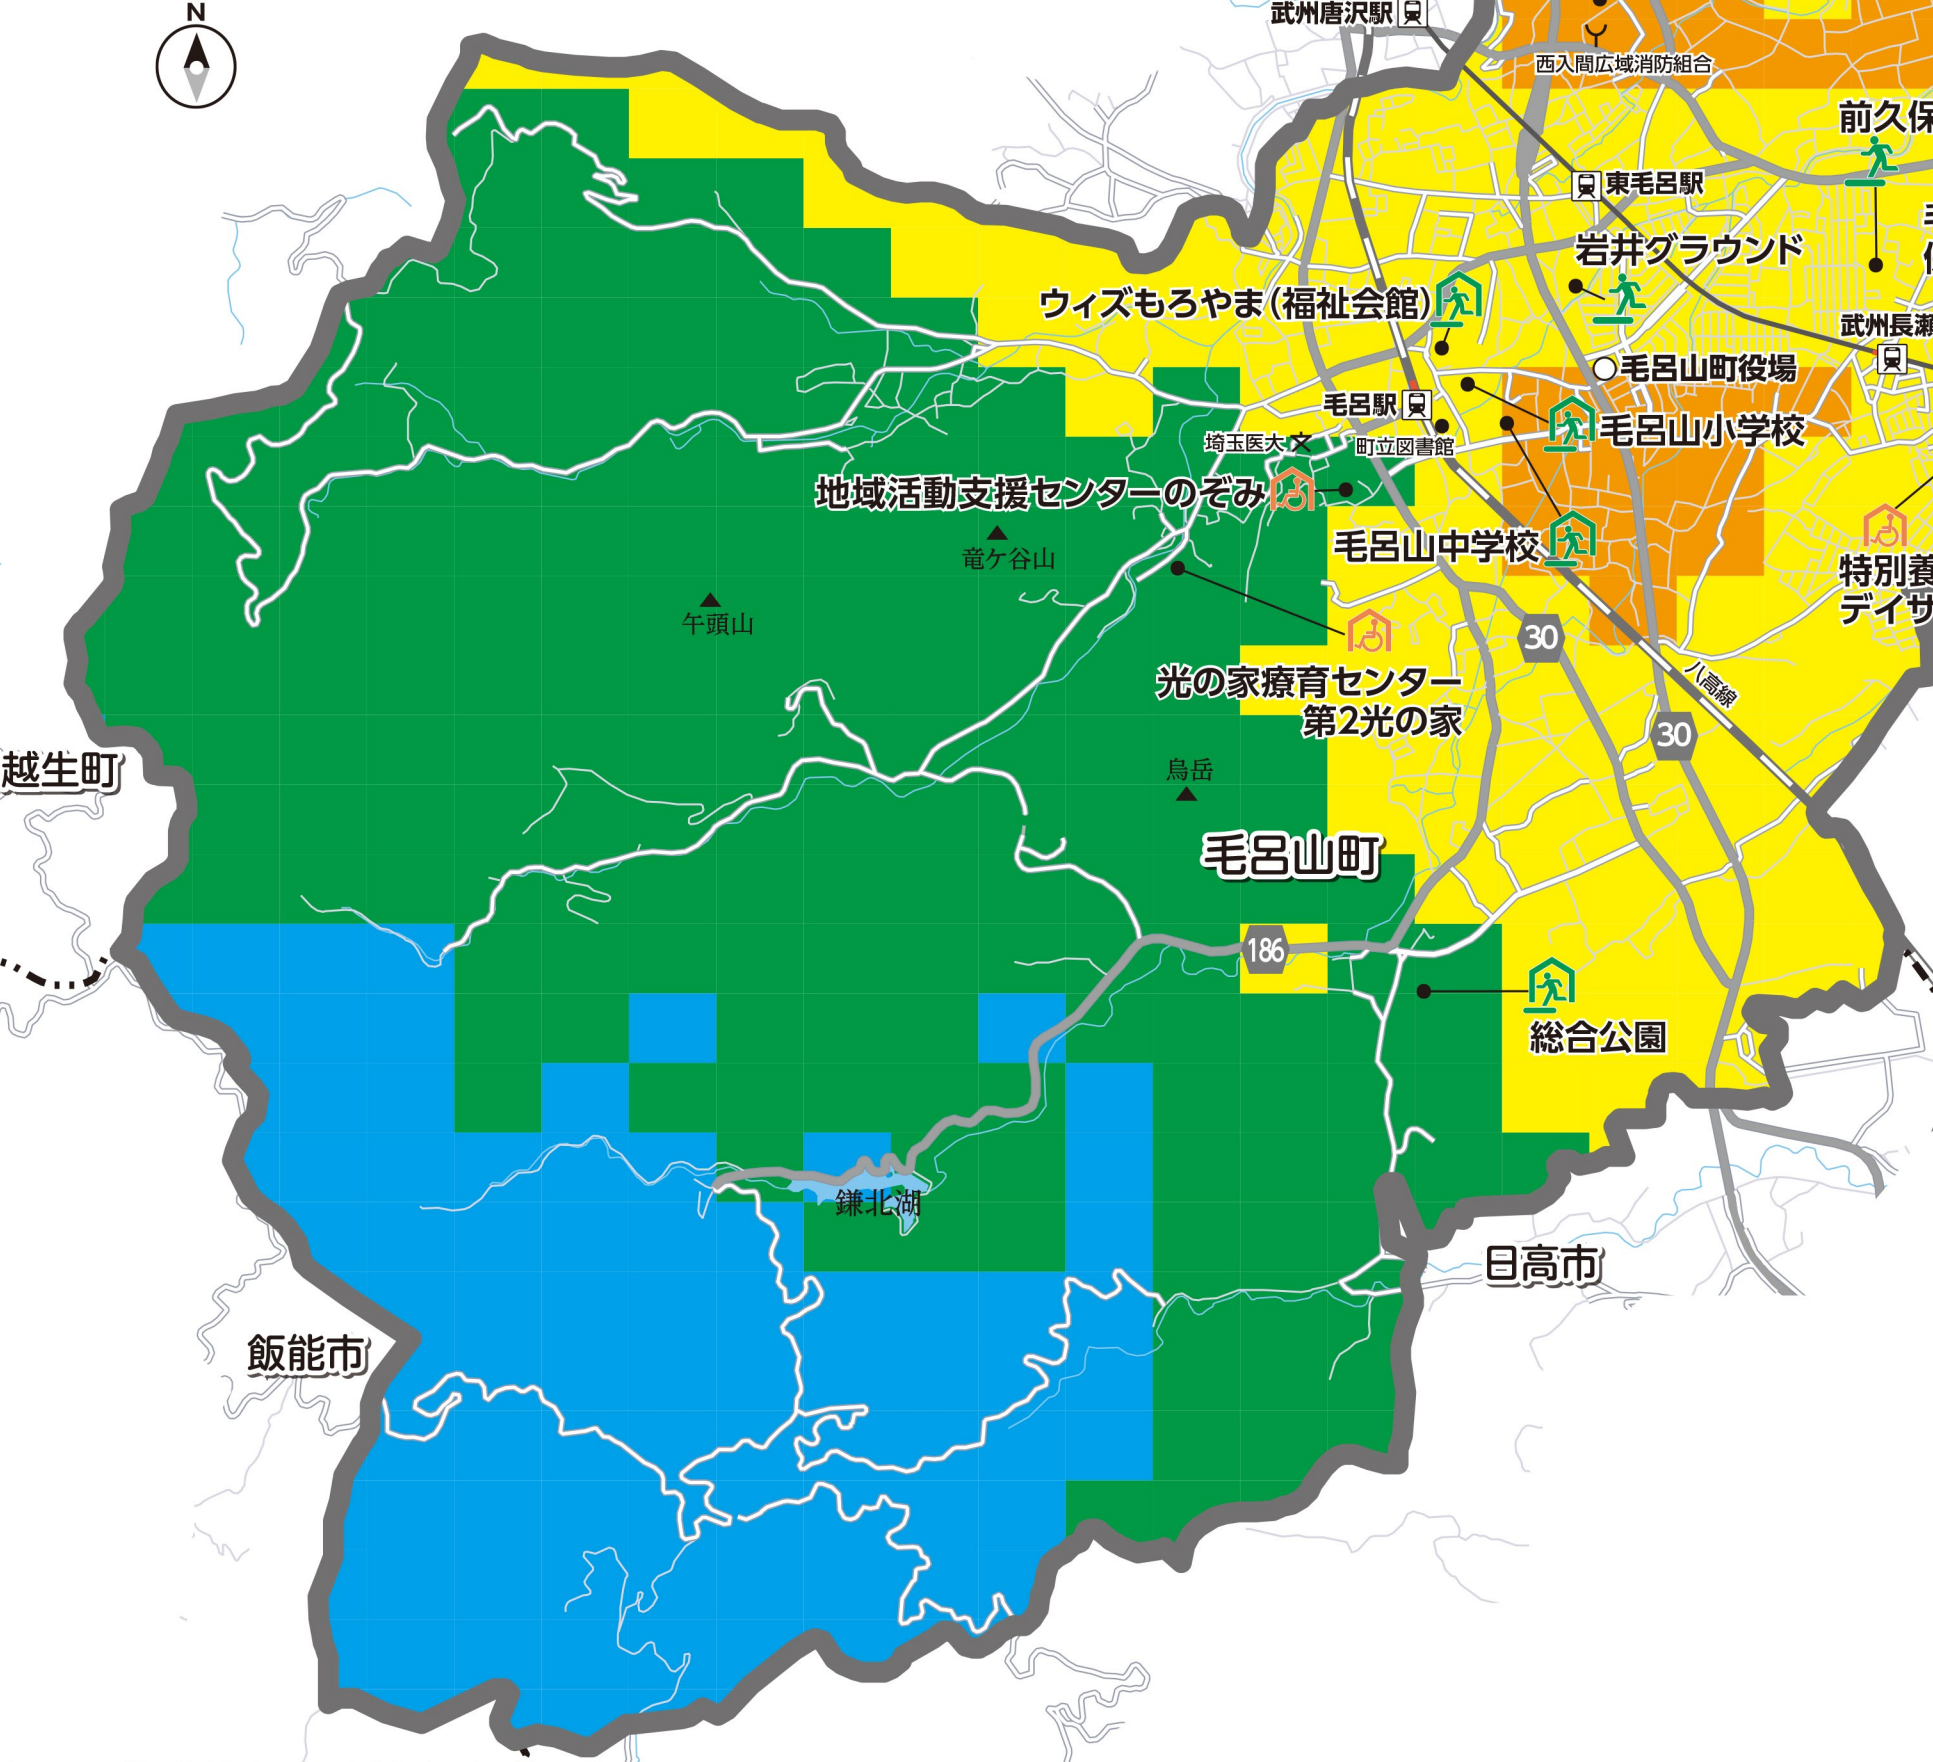 N
武州唐沢駅
西入間広域消防組合
前久保
東毛呂駅
岩井グラウンド
ウィズもろやま(福祉会館)
武州長瀬
毛呂山町役場
毛呂駅
毛呂山小学校
埼玉医大
町立図書館
地域活動支援センターのぞみ
竜ケ谷山
毛呂山中学校
特別養
デイサ
午頭山
30
光の家療育センター
第2光の家
八高線
30
越生町
烏岳
毛呂山町
186
総合公園
鎌北湖
日高市
飯能市